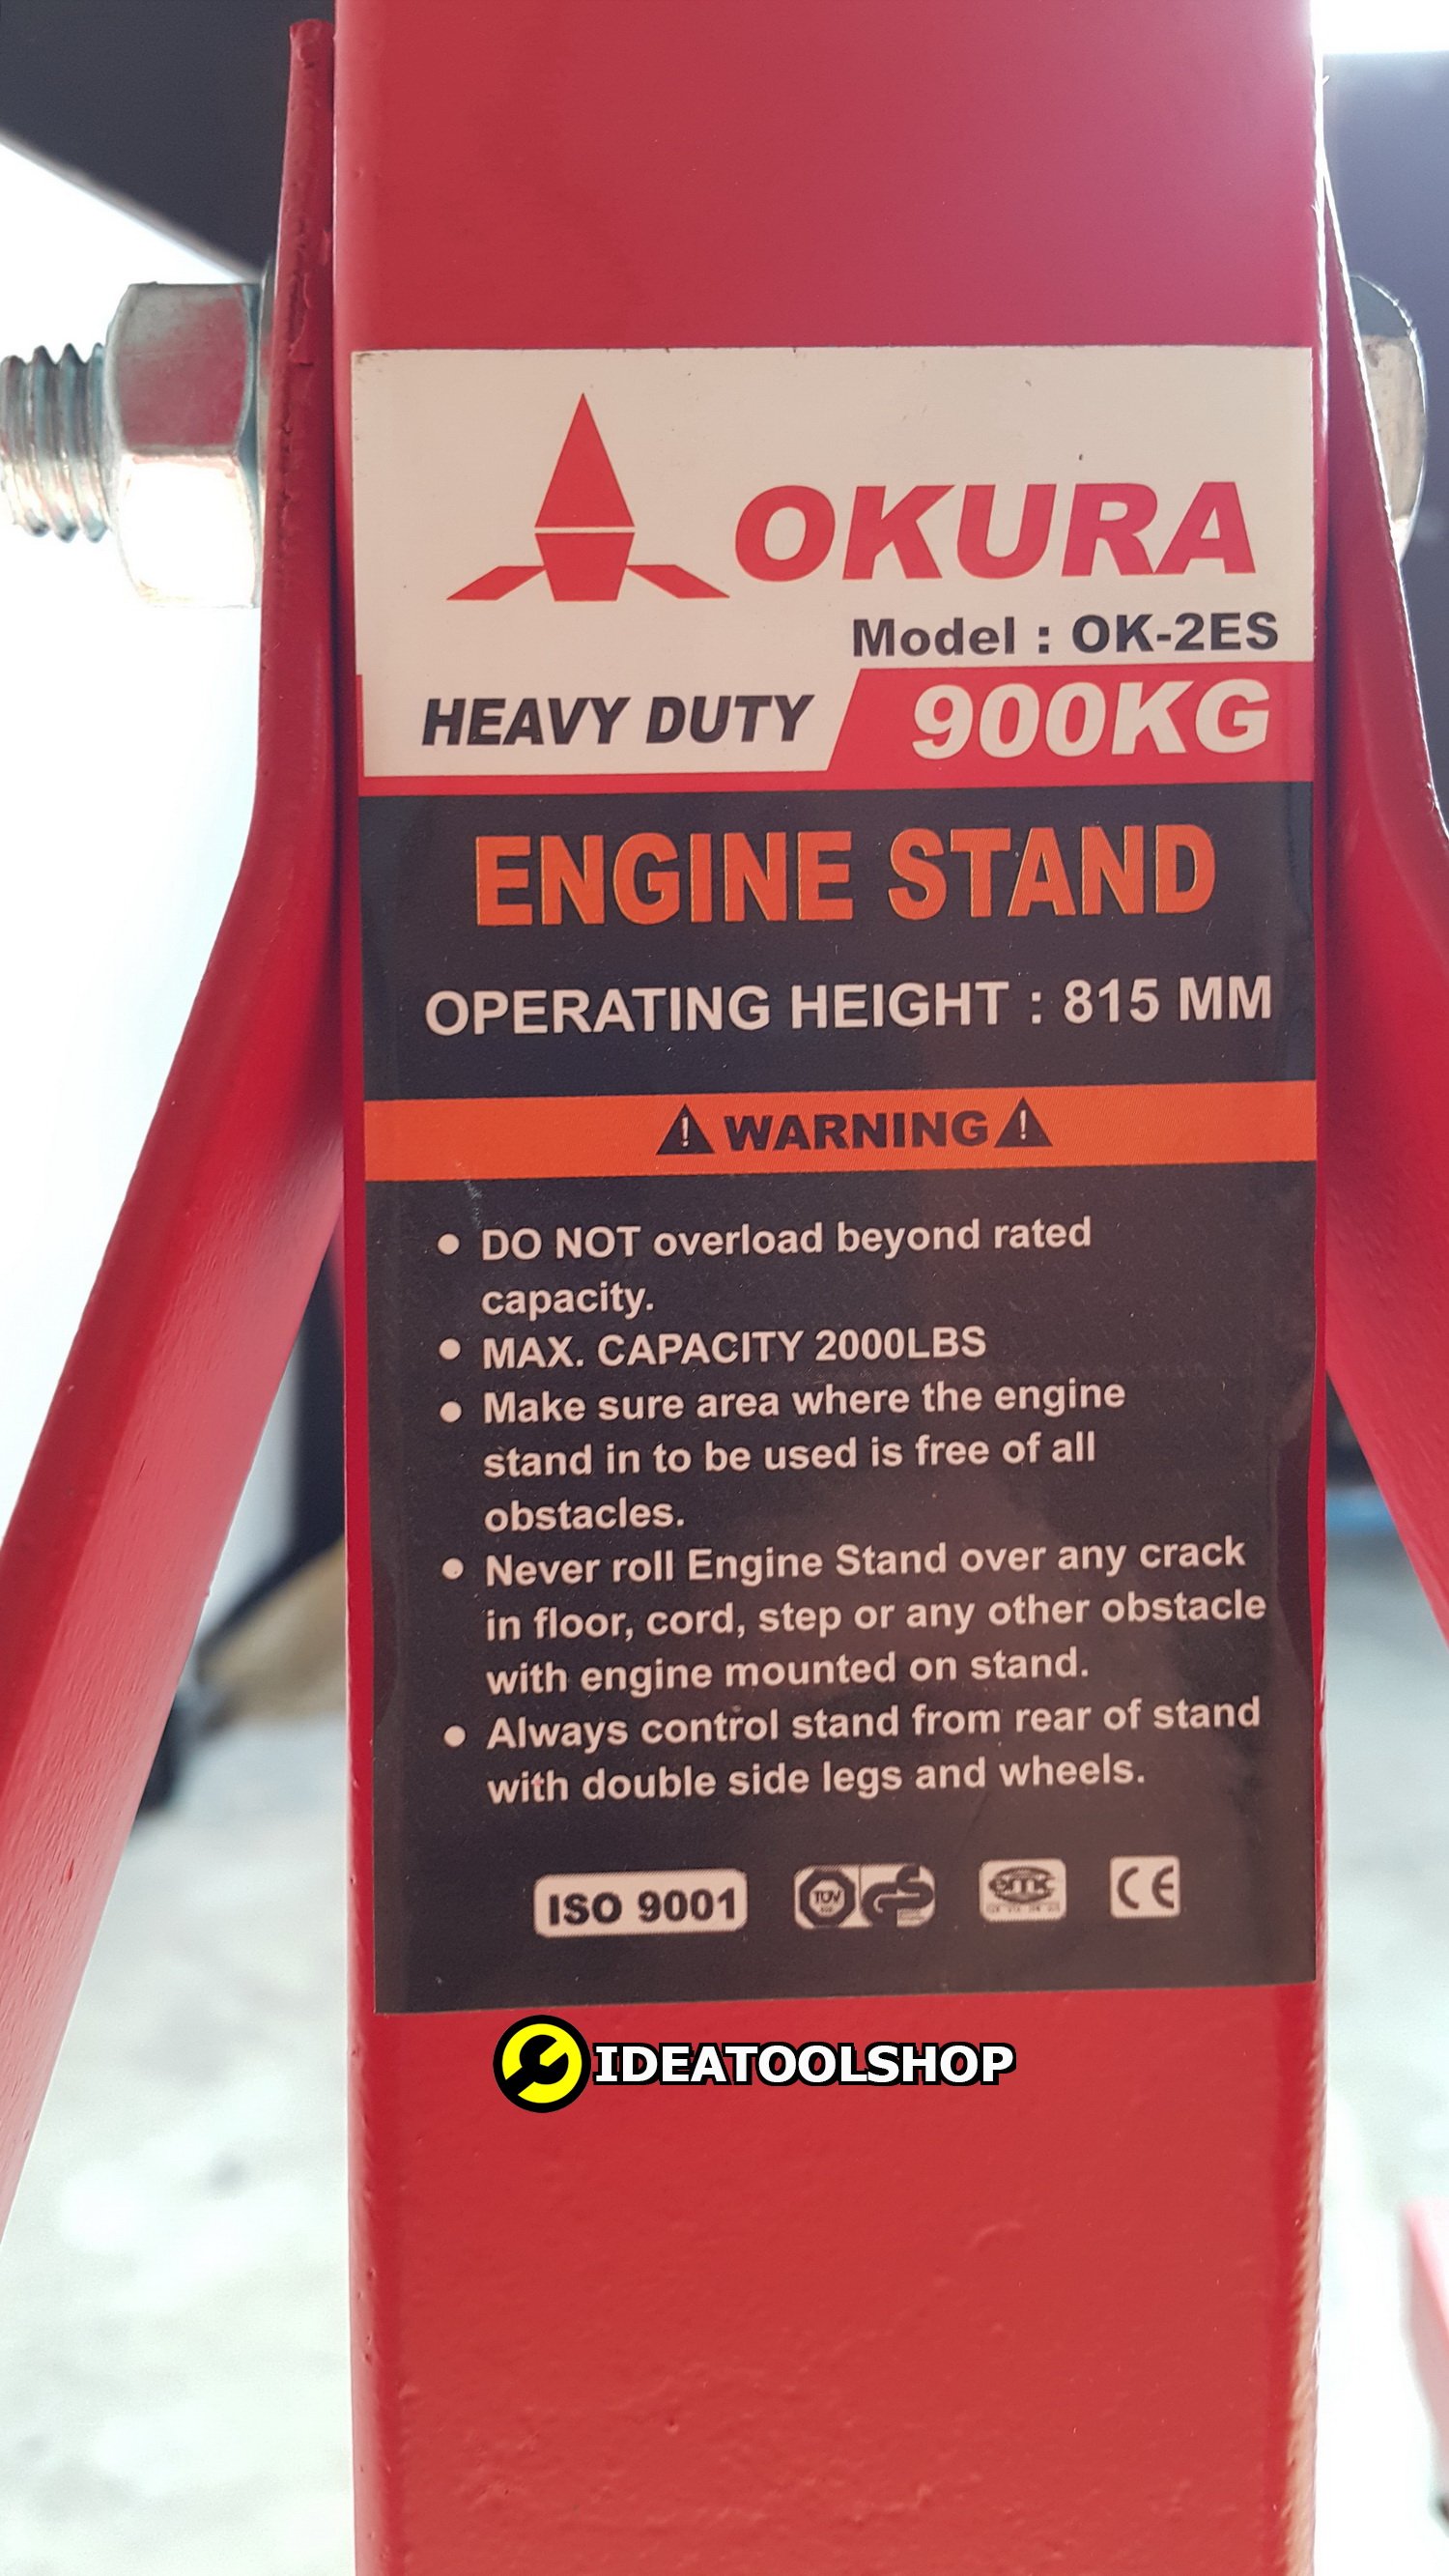 OKURA
Model : OK-2ES
HEAVY DUTY 900KG
ENGINE STAND
OPERATING HEIGHT : 815 MM
WARNING
● DO NOT overload beyond rated
capacity.
● MAX. CAPACITY 2000LBS
● Make sure area where the engine
stand in to be used is free of all
obstacles.
● Never roll Engine Stand over any crack
in floor, cord, step or any other obstacle
with engine mounted on stand.
● Always control stand from rear of stand
with double side legs and wheels.
ISO 9001 TUV GS emc CE
IDEATOOLSHOP